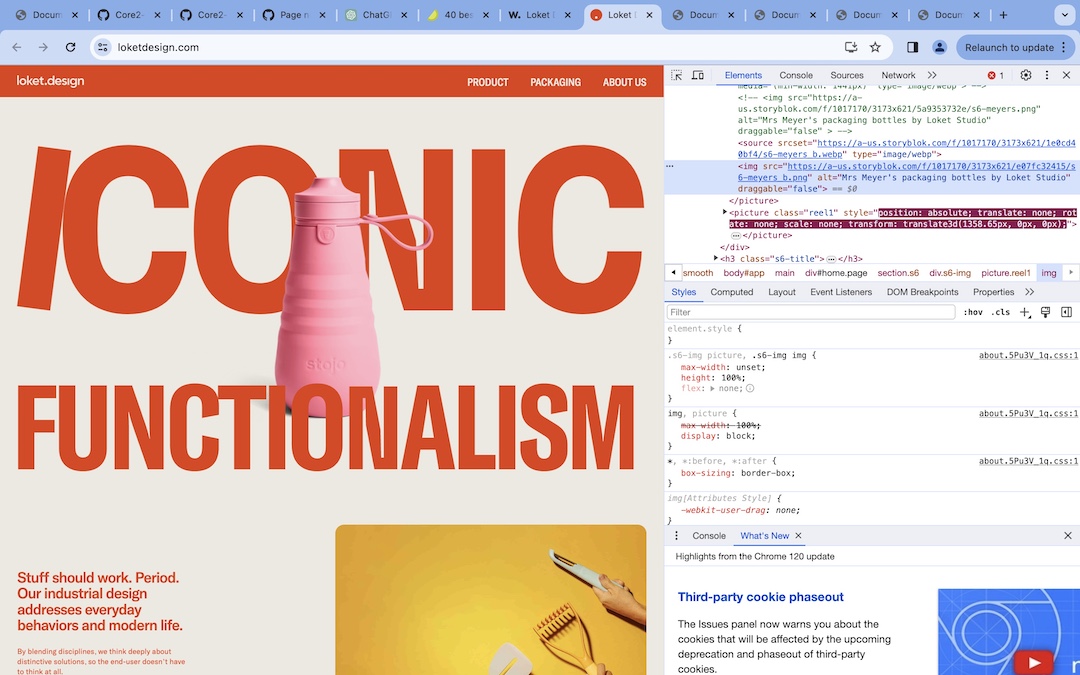 Docum
Core2-
Core2-
Page n
ChatG
40 bes
W. Loket
Loket
Docum
Docum
Docum
Docum
loketdesign.com
Relaunch to update
loket.design
PRODUCT PACKAGING ABOUT US
ICONIC
stojo
FUNCTIONALISM
Stuff should work. Period.
Our industrial design
addresses everyday
behaviors and modern life.
By blending disciplines, we think deeply about
distinctive solutions, so the end-user doesn't have
to think at all.
Elements Console Sources Network 1
media="(min-width: 1441px)" type="image/webp">
<!-- <img src="https://a-
us.storyblok.com/f/1017170/3173x621/5a9353732e/s6-meyers.png"
alt="Mrs Meyer's packaging bottles by Loket Studio"
draggable="false" > -->
<source srcset="https://a-us.storyblok.com/f/1017170/3173x621/1e0cd4
0bf4/s6-meyers_b.webp" type="image/webp">
<img src="https://a-us.storyblok.com/f/1017170/3173x621/e07fc32415/s
6-meyers_b.png" alt="Mrs Meyer's packaging bottles by Loket Studio"
draggable="false"> == $0
</picture>
<picture class="reel1" style="position: absolute; translate: none; rot
ate: none; scale: none; transform: translate3d(1358.65px, 0px, 0px);">
… </picture>
</div>
<h3 class="s6-title"> … </h3>
smooth body#app main div#home.page section.s6 div.s6-img picture.reel1 img
Styles Computed Layout Event Listeners DOM Breakpoints Properties
Filter :hov .cls
element.style {
}
.s6-img picture, .s6-img img { about.5Pu3V_1q.css:1
max-width: unset;
height: 100%;
flex: none;
}
img, picture { about.5Pu3V_1q.css:1
max-width: 100%;
display: block;
}
*, *:before, *:after { about.5Pu3V_1q.css:1
box-sizing: border-box;
}
img[Attributes Style] {
-webkit-user-drag: none;
}
Console What's New
Highlights from the Chrome 120 update
Third-party cookie phaseout
The Issues panel now warns you about the
cookies that will be affected by the upcoming
deprecation and phaseout of third-party
cookies.